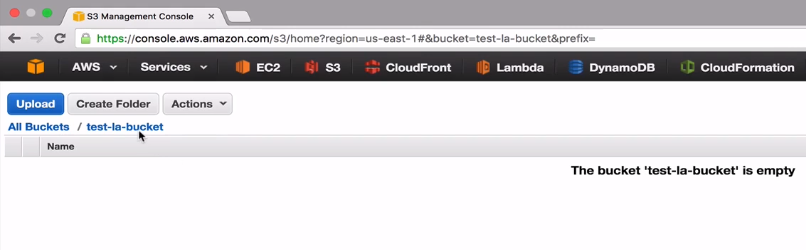 S3 Management Console
https://console.aws.amazon.com/s3/home?region=us-east-1#&bucket=test-la-bucket&prefix=
AWS Services EC2 S3 CloudFront Lambda DynamoDB CloudFormation
Upload Create Folder Actions
All Buckets / test-la-bucket
Name
The bucket 'test-la-bucket' is empty